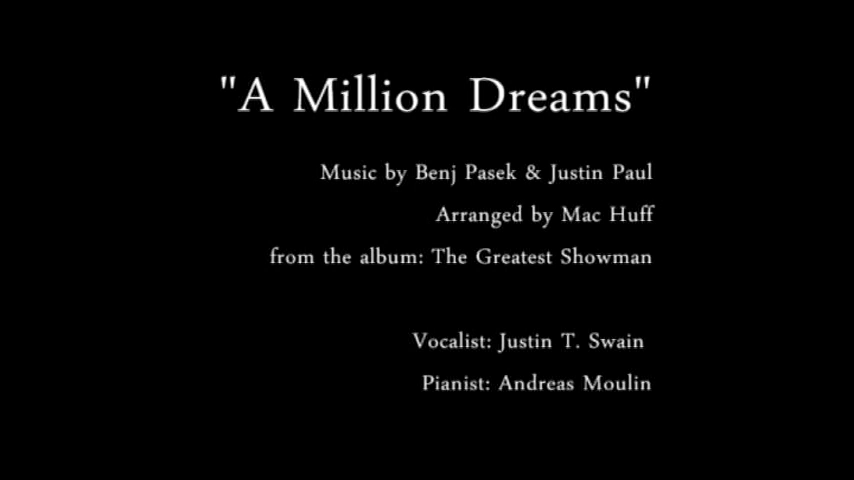 "A Million Dreams"
Music by Benj Pasek & Justin Paul
Arranged by Mac Huff
from the album: The Greatest Showman
Vocalist: Justin T. Swain
Pianist: Andreas Moulin